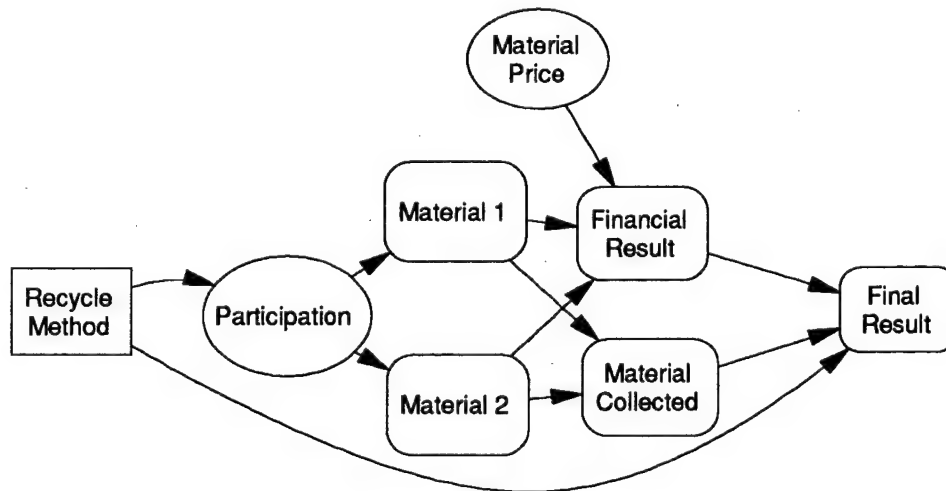 Material
Price
Material 1
Financial
Result
Recycle
Method
Participation
Final
Result
Material 2
Material
Collected